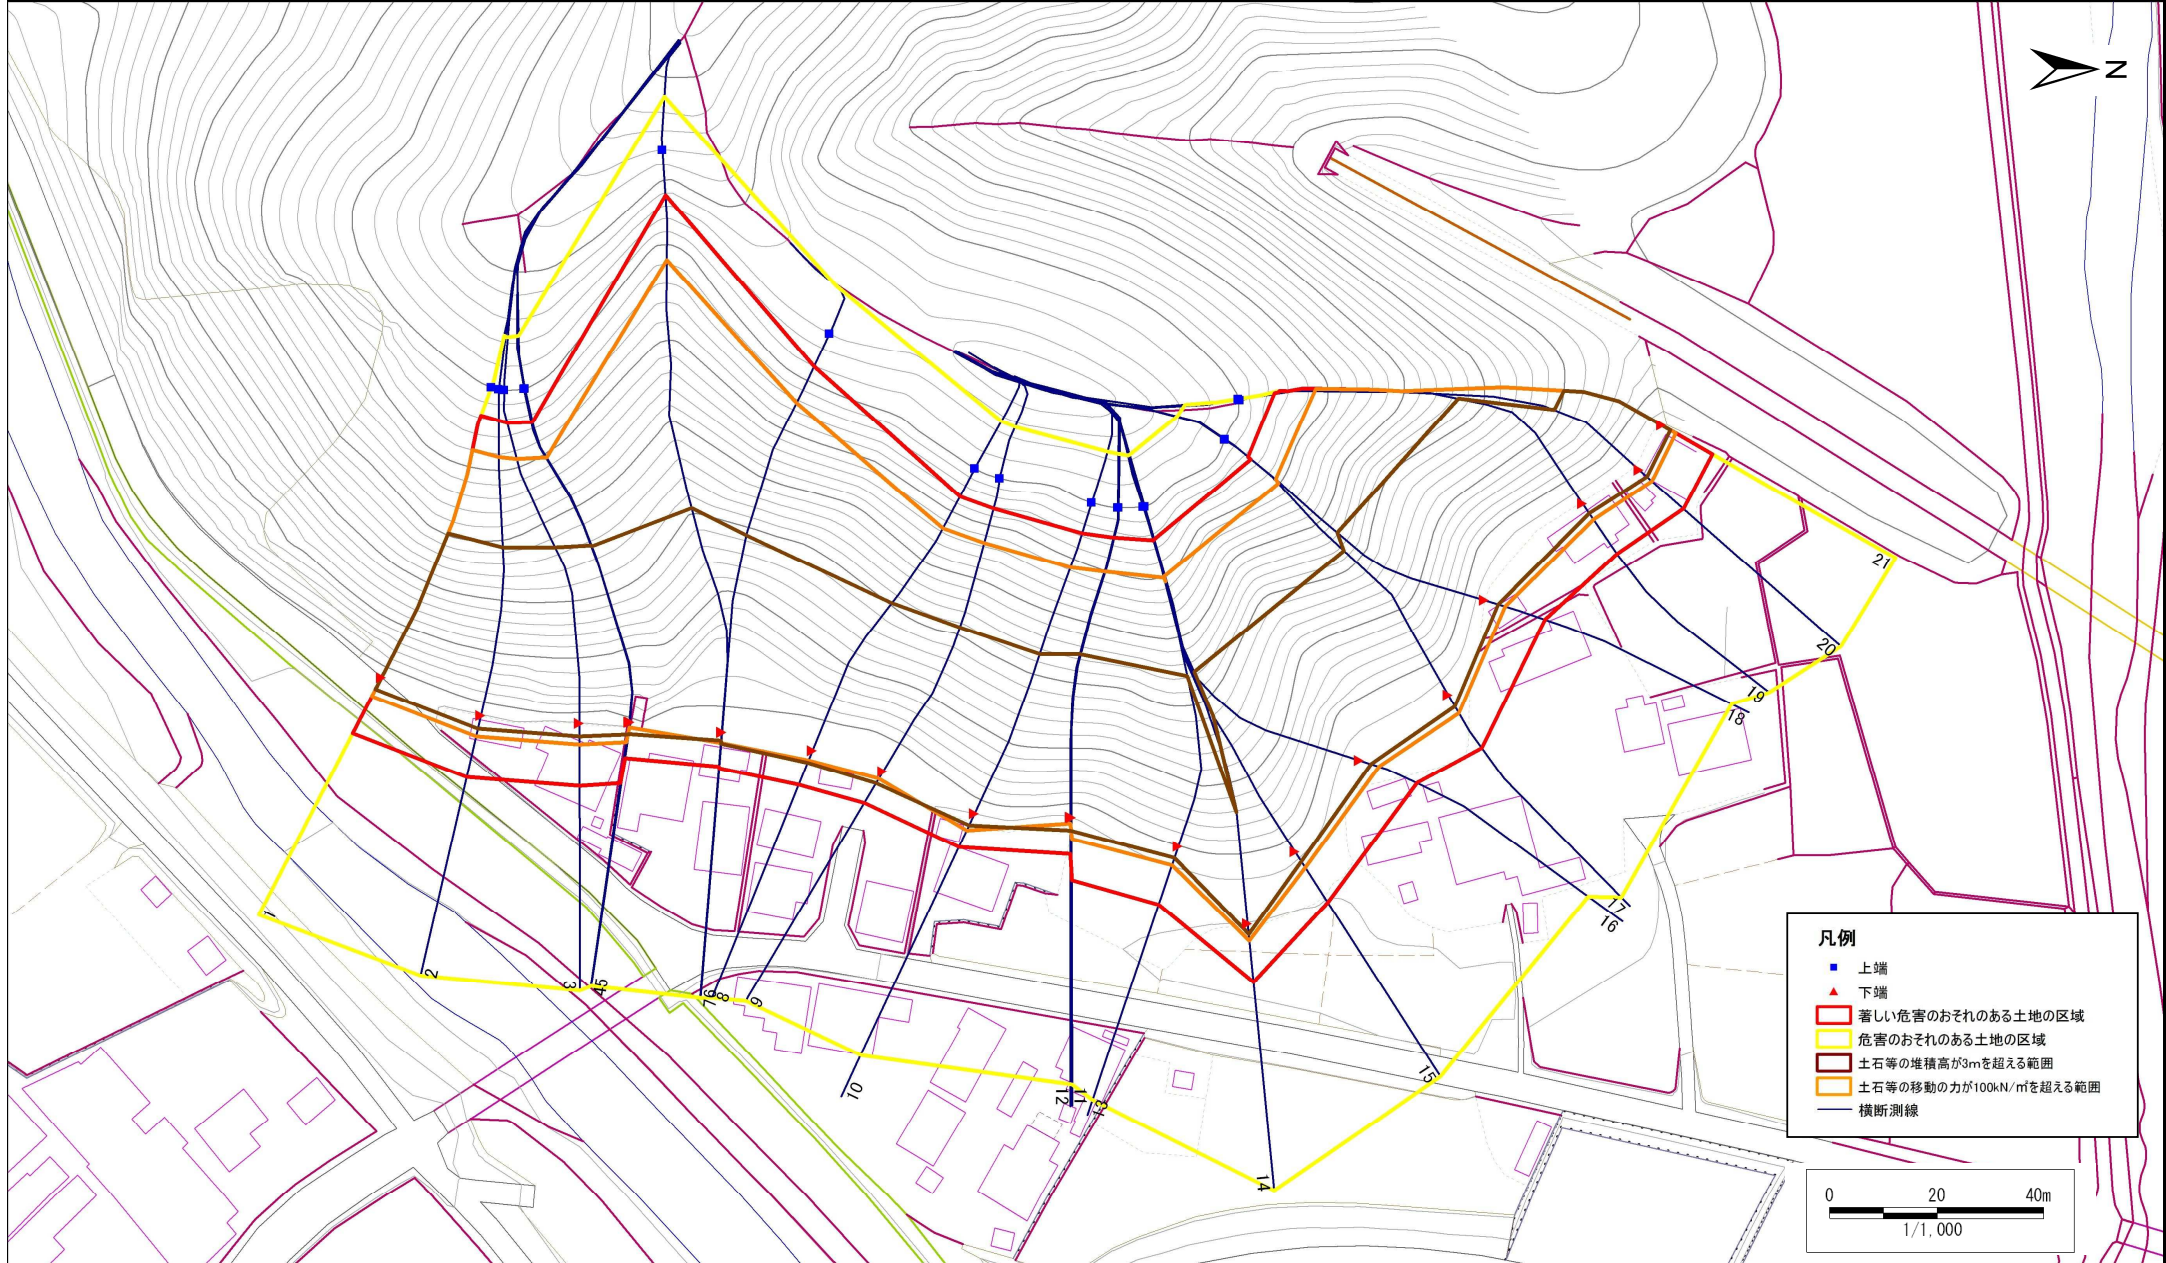 N
1
2
3
45
76
8
9
10
12
11
13
14
15
16
17
18
19
20
21
凡例
上端
下端
著しい危害のおそれのある土地の区域
危害のおそれのある土地の区域
土石等の堆積高が3mを超える範囲
土石等の移動の力が100kN/㎡を超える範囲
横断測線
0 20 40m
1/1,000